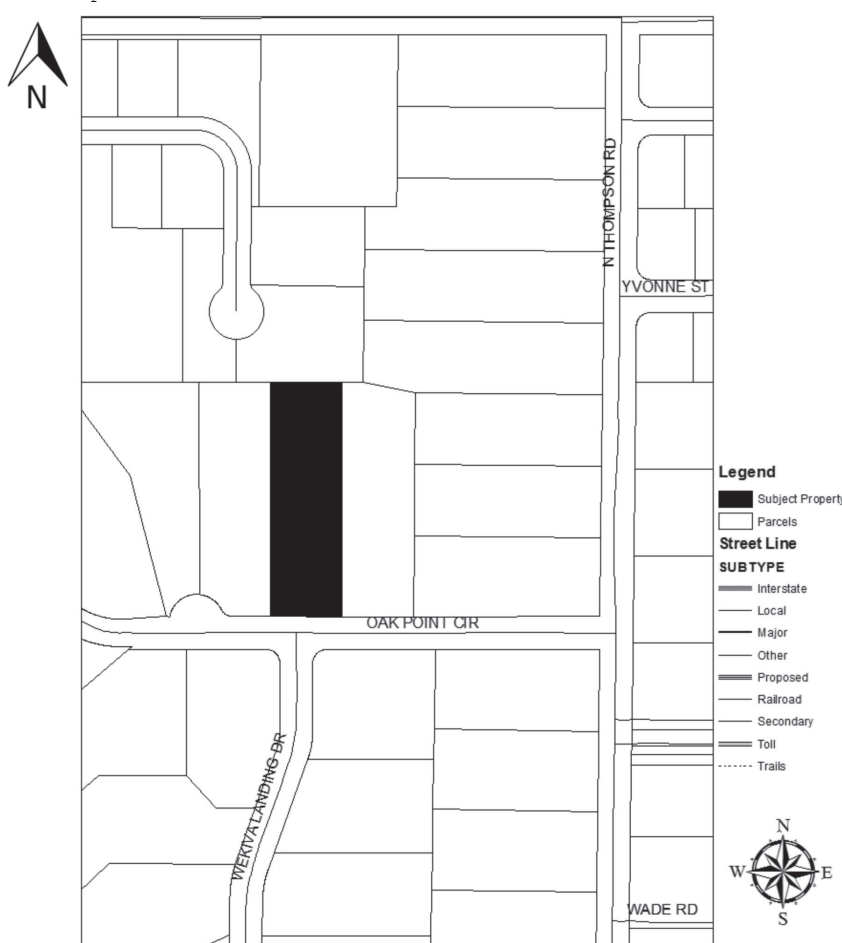 N
N THOMPSON RD
YVONNE ST
Legend
Subject Property
Parcels
Street Line
SUBTYPE
Interstate
Local
Major
Other
Proposed
Railroad
Secondary
Toll
Trails
OAK POINT CIR
WEKIVA LANDING DR
N
W E
S
WADE RD